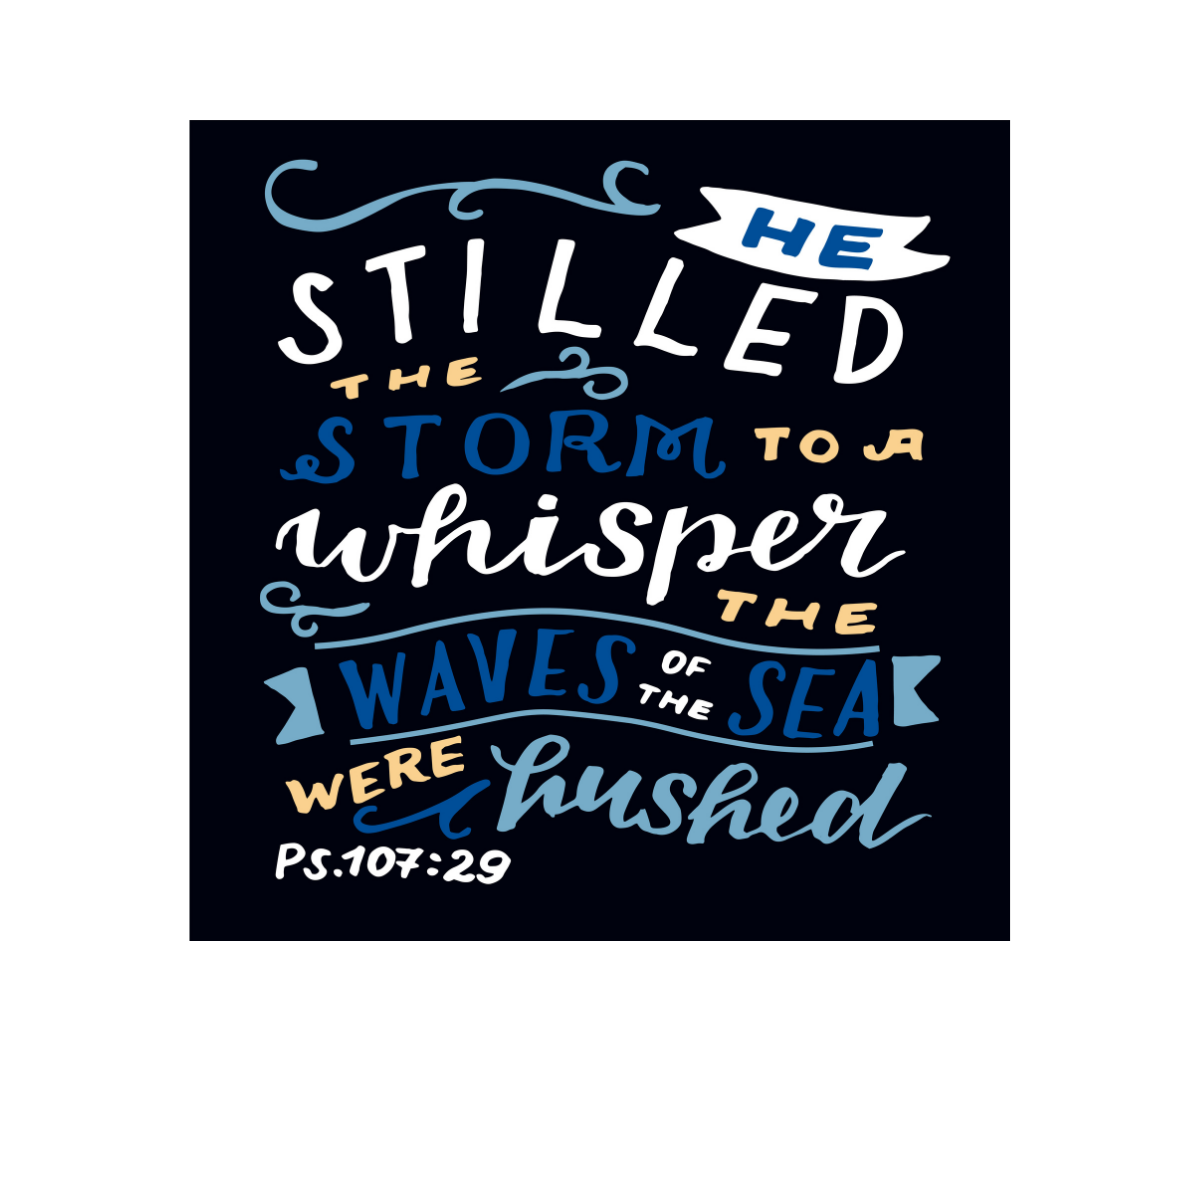 HE
STILLED
THE
STORM TO A
whisper
THE
WAVES OF THE SEA
WERE hushed
Ps.107:29